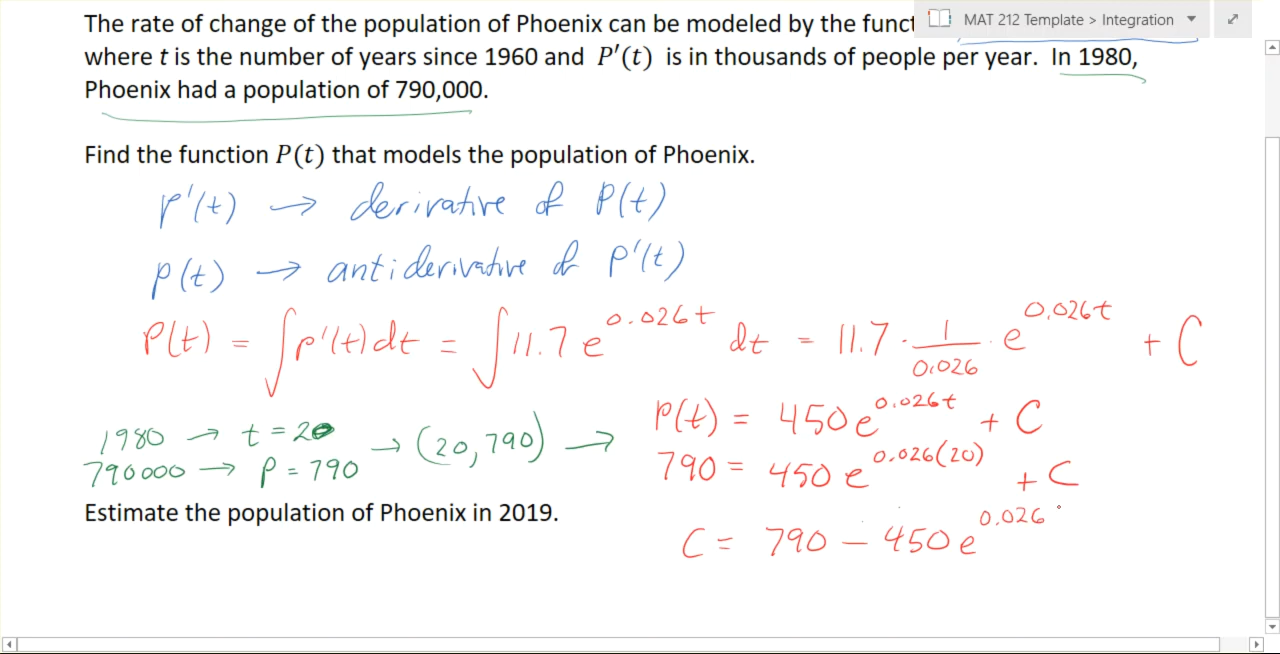 The rate of change of the population of Phoenix can be modeled by the funct
MAT 212 Template > Integration
where t is the number of years since 1960 and P′(t) is in thousands of people per year. In 1980,
Phoenix had a population of 790,000.
Find the function P(t) that models the population of Phoenix.
P'(t) → derivative of P(t)
P(t) → antiderivative of P'(t)
P(t) = ∫P'(t)dt = ∫11.7 e^0.026t dt = 11.7 · 1/0.026 · e^0.026t + C
P(t) = 450e^0.026t + C
1980 → t = 20 → (20, 790) →
790 = 450 e^0.026(20) + C
790000 → P = 790
Estimate the population of Phoenix in 2019.
C = 790 − 450e^0.026